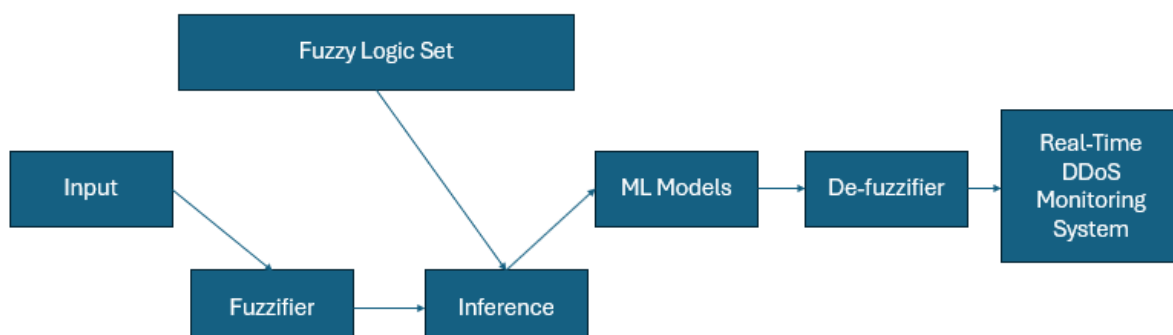 Fuzzy Logic Set
Input
Fuzzifier
Inference
ML Models
De-fuzzifier
Real-Time
DDoS
Monitoring
System